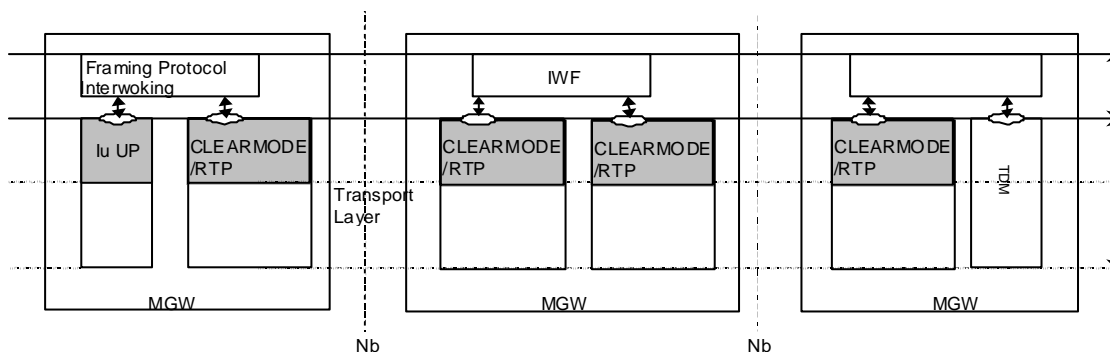 Framing Protocol
Interwoking
IWF
Iu UP
CLEARMODE
/RTP
CLEARMODE
/RTP
CLEARMODE
/RTP
CLEARMODE
/RTP
TDM
Transport
Layer
MGW
MGW
MGW
Nb
Nb